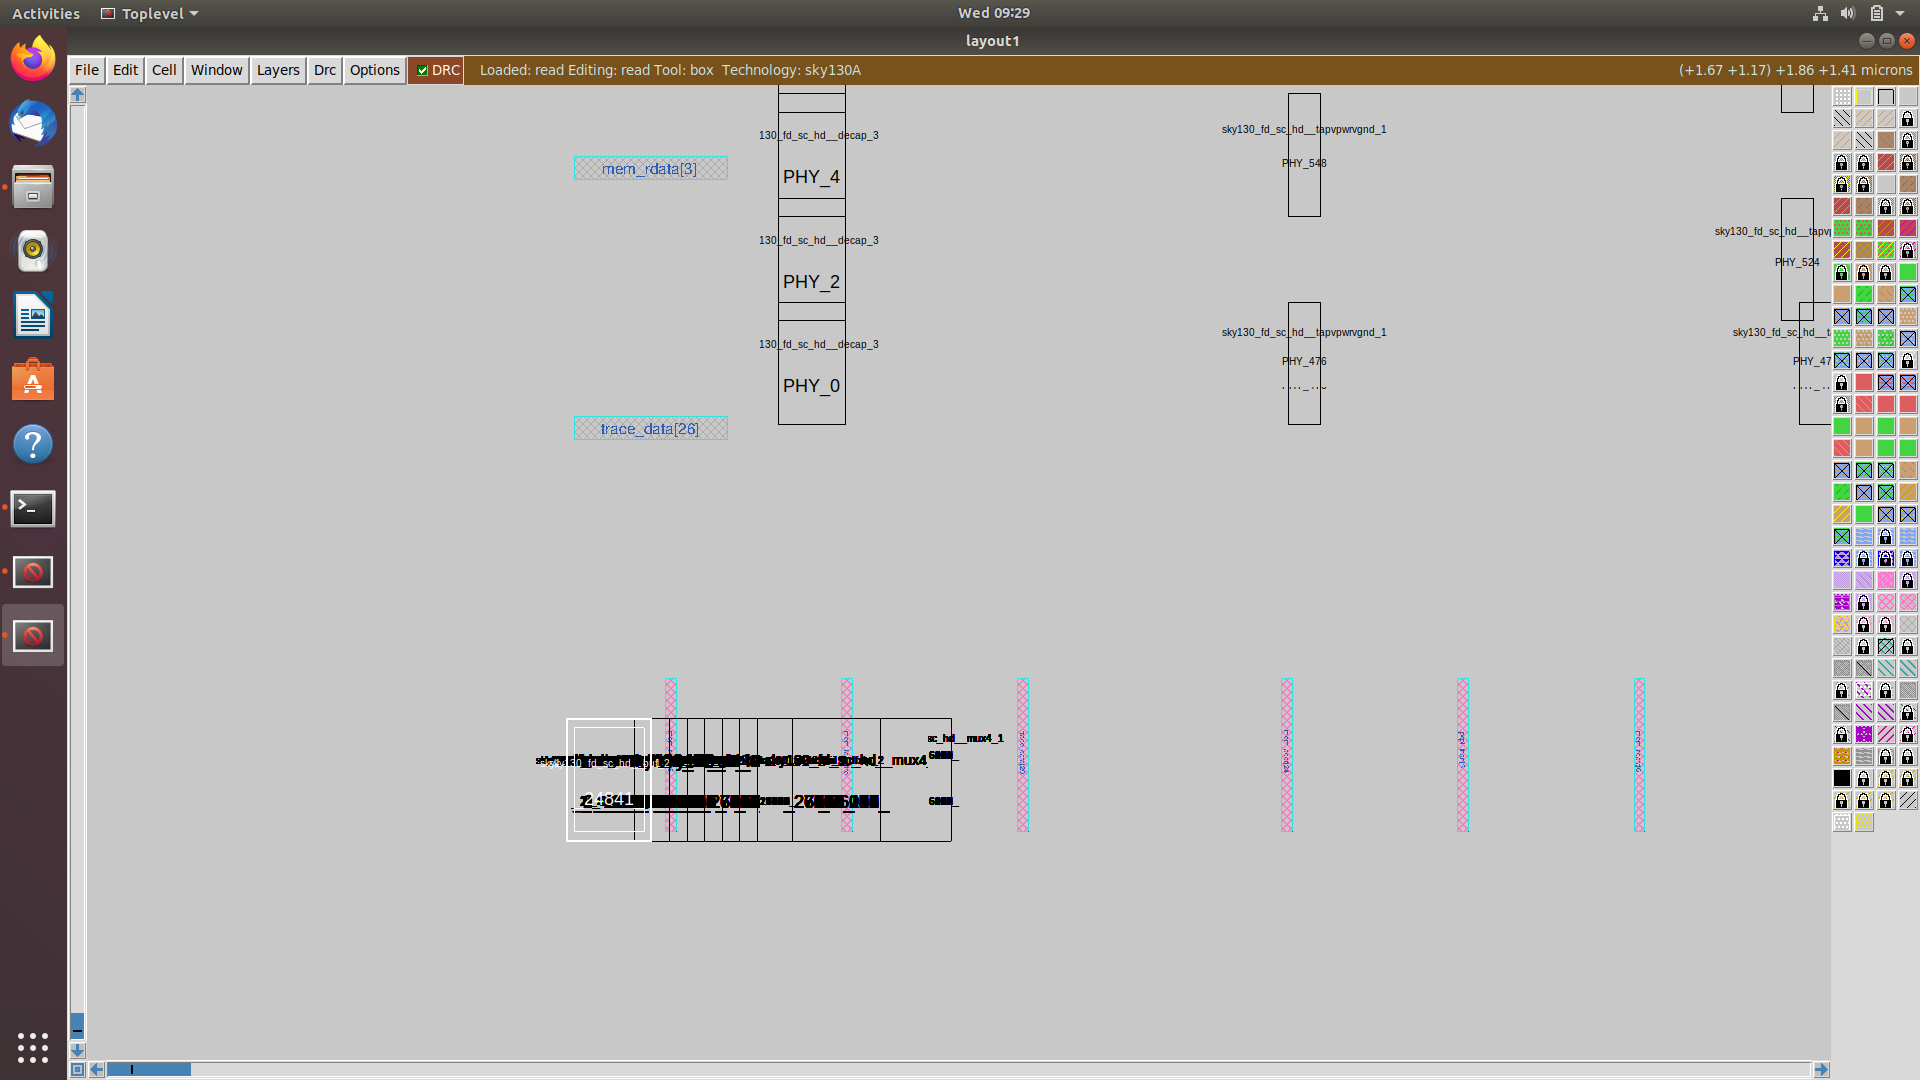 Activities
Toplevel
Wed 09:29
layout1
File
Edit
Cell
Window
Layers
Drc
Options
DRC
Loaded: read Editing: read Tool: box Technology: sky130A
(+1.67 +1.17) +1.86 +1.41 microns
130_fd_sc_hd__decap_3
PHY_4
mem_rdata[3]
sky130_fd_sc_hd__tapvpwrvgnd_1
PHY_548
130_fd_sc_hd__decap_3
PHY_2
sky130_fd_sc_hd__tapvp
PHY_524
130_fd_sc_hd__decap_3
PHY_0
sky130_fd_sc_hd__tapvpwrvgnd_1
PHY_476
sky130_fd_sc_hd__t
PHY_47
trace_data[26]
sc_hd__mux4_1
_mux4
24841